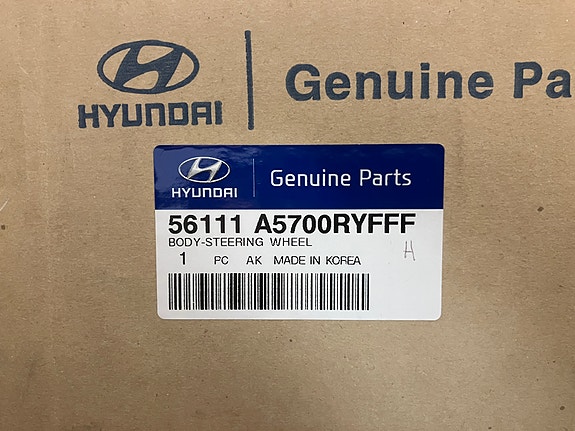 HYUNDAI
Genuine Pa
HYUNDAI
Genuine Parts
56111 A5700RYFFF
BODY-STEERING WHEEL
1 PC AK MADE IN KOREA
H